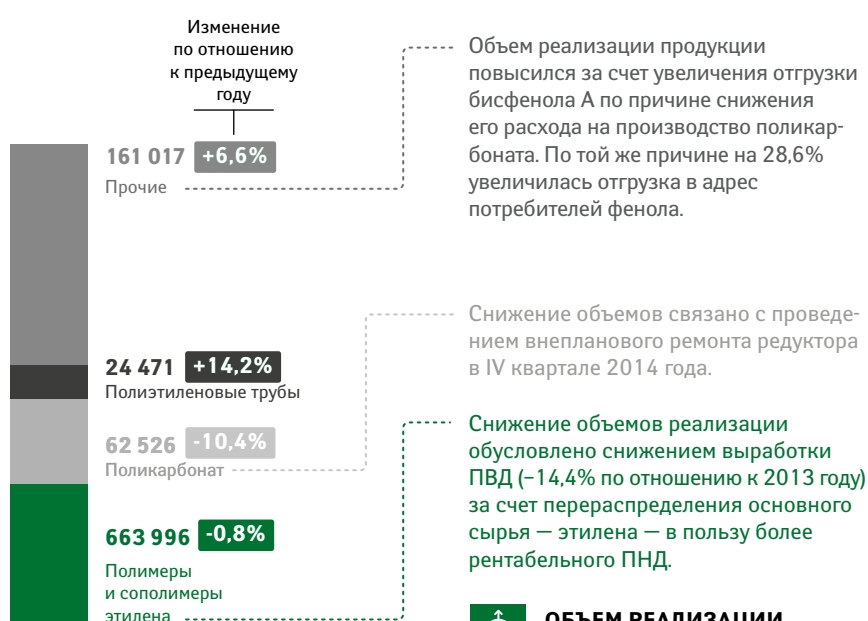 Изменение
по отношению
к предыдущему
году
161 017 +6,6%
Прочие
Объем реализации продукции
повысился за счет увеличения отгрузки
бисфенола А по причине снижения
его расхода на производство поликар-
боната. По той же причине на 28,6%
увеличилась отгрузка в адрес
потребителей фенола.
24 471 +14,2%
Полиэтиленовые трубы
62 526 -10,4%
Поликарбонат
Снижение объемов связано с проведе-
нием внепланового ремонта редуктора
в IV квартале 2014 года.
663 996 -0,8%
Полимеры
и сополимеры
этилена
Снижение объемов реализации
обусловлено снижением выработки
ПВД (−14,4% по отношению к 2013 году)
за счет перераспределения основного
сырья — этилена — в пользу более
рентабельного ПНД.
ОБЪЕМ РЕАЛИЗАЦИИ